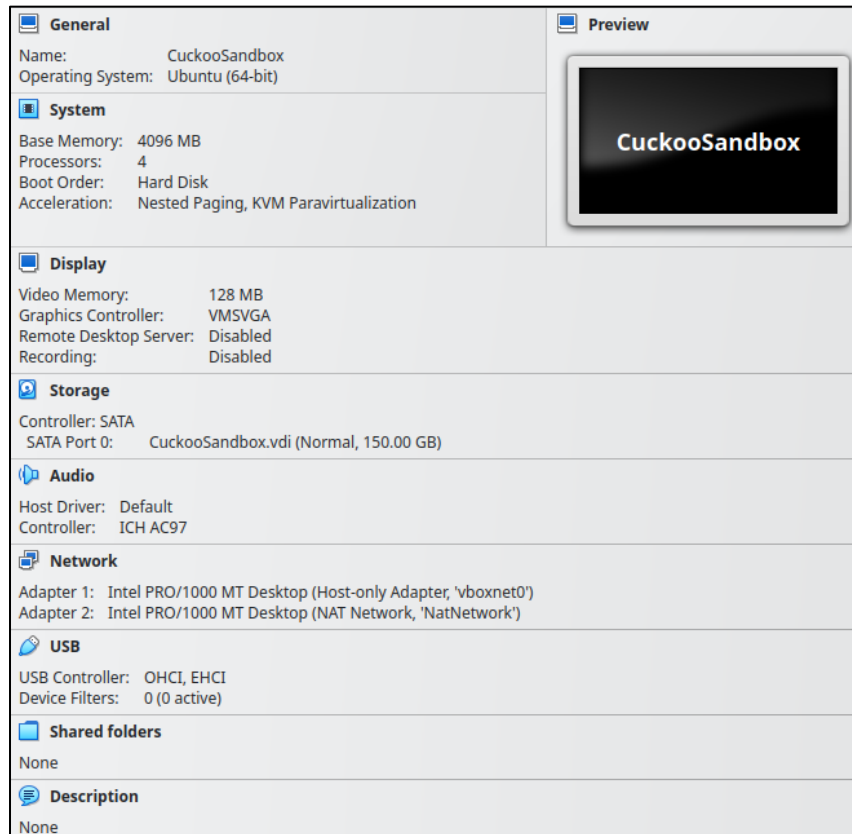 General
Name: CuckooSandbox
Operating System: Ubuntu (64-bit)
Preview
CuckooSandbox
System
Base Memory: 4096 MB
Processors: 4
Boot Order: Hard Disk
Acceleration: Nested Paging, KVM Paravirtualization
Display
Video Memory: 128 MB
Graphics Controller: VMSVGA
Remote Desktop Server: Disabled
Recording: Disabled
Storage
Controller: SATA
SATA Port 0: CuckooSandbox.vdi (Normal, 150.00 GB)
Audio
Host Driver: Default
Controller: ICH AC97
Network
Adapter 1: Intel PRO/1000 MT Desktop (Host-only Adapter, 'vboxnet0')
Adapter 2: Intel PRO/1000 MT Desktop (NAT Network, 'NatNetwork')
USB
USB Controller: OHCI, EHCI
Device Filters: 0 (0 active)
Shared folders
None
Description
None